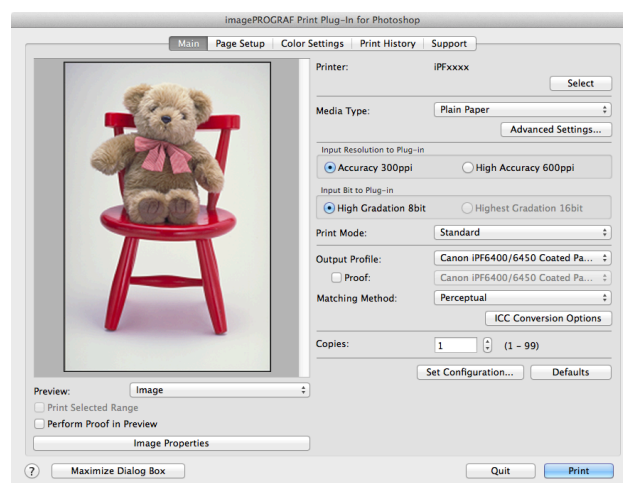 imagePROGRAF Print Plug-In for Photoshop
Main Page Setup Color Settings Print History Support
Printer: iPFxxxx
Select
Media Type: Plain Paper
Advanced Settings...
Input Resolution to Plug-in
Accuracy 300ppi High Accuracy 600ppi
Input Bit to Plug-in
High Gradation 8bit Highest Gradation 16bit
Print Mode: Standard
Output Profile: Canon iPF6400/6450 Coated Pa...
Proof: Canon iPF6400/6450 Coated Pa...
Matching Method: Perceptual
ICC Conversion Options
Copies: 1 (1 - 99)
Set Configuration... Defaults
Preview: Image
Print Selected Range
Perform Proof in Preview
Image Properties
? Maximize Dialog Box Quit Print